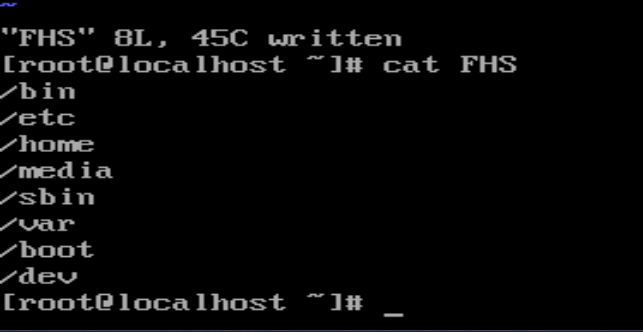 ~
"FHS" 8L, 45C written
[root@localhost ~]# cat FHS
/bin
/etc
/home
/media
/sbin
/var
/boot
/dev
[root@localhost ~]# _